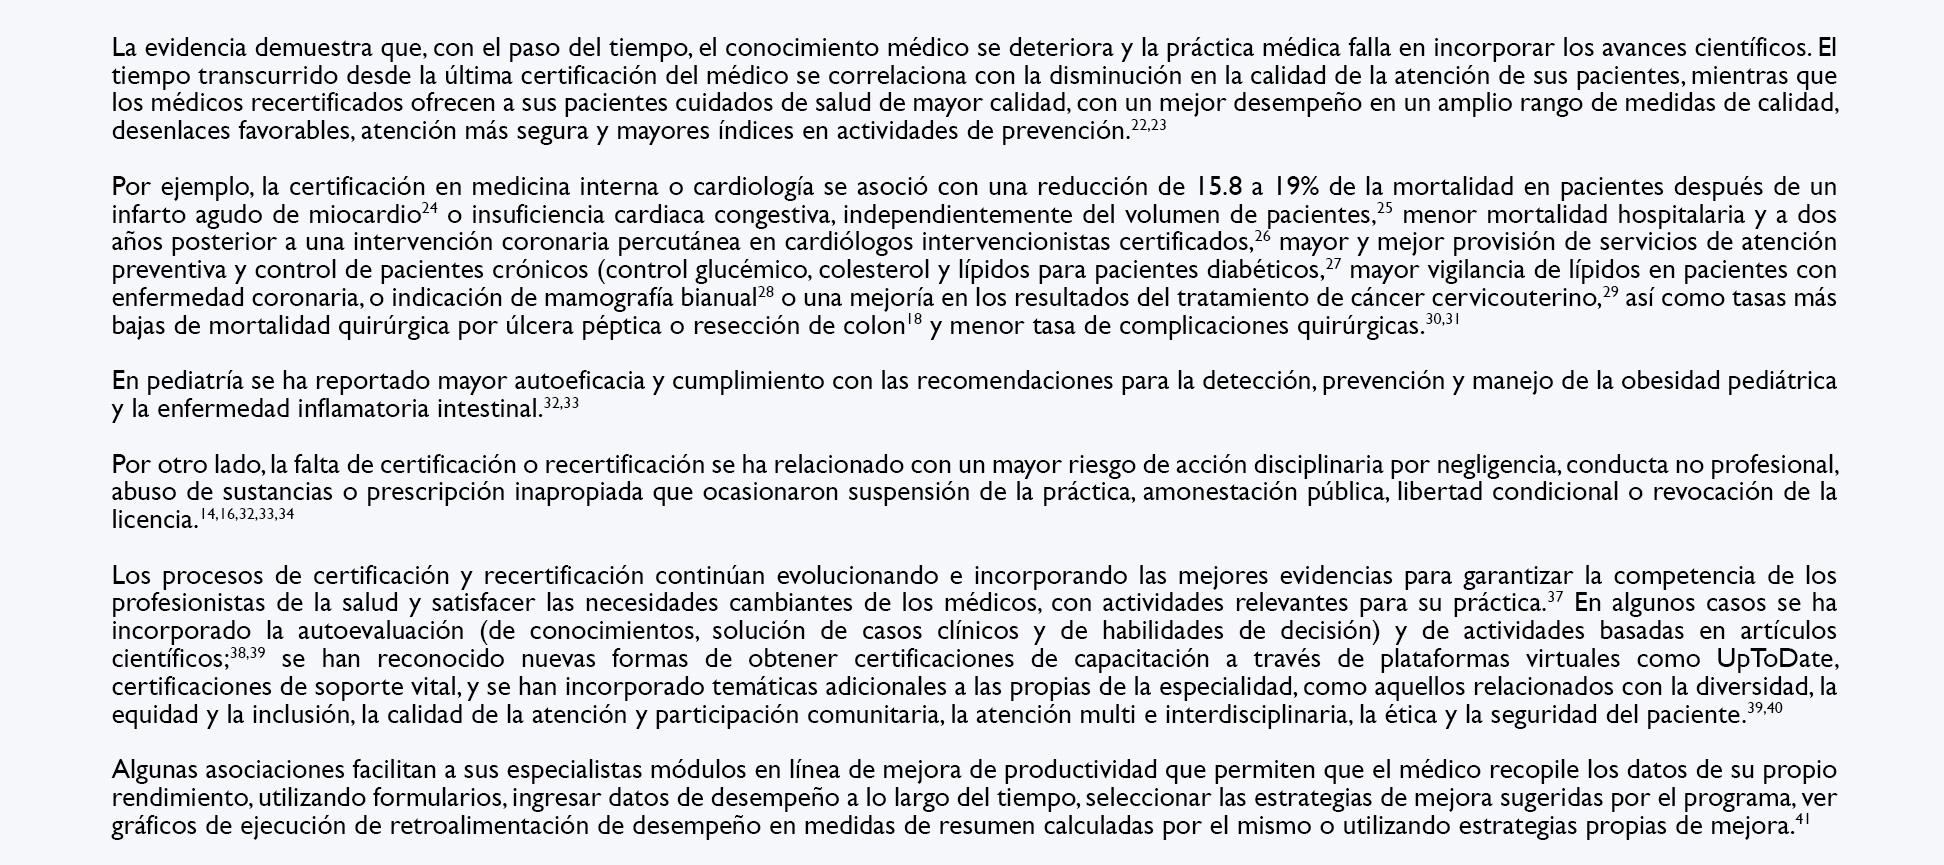 La evidencia demuestra que, con el paso del tiempo, el conocimiento médico se deteriora y la práctica médica falla en incorporar los avances científicos. El
tiempo transcurrido desde la última certificación del médico se correlaciona con la disminución en la calidad de la atención de sus pacientes, mientras que
los médicos recertificados ofrecen a sus pacientes cuidados de salud de mayor calidad, con un mejor desempeño en un amplio rango de medidas de calidad,
desenlaces favorables, atención más segura y mayores índices en actividades de prevención.22,23
Por ejemplo, la certificación en medicina interna o cardiología se asoció con una reducción de 15.8 a 19% de la mortalidad en pacientes después de un
infarto agudo de miocardio24 o insuficiencia cardiaca congestiva, independientemente del volumen de pacientes,25 menor mortalidad hospitalaria y a dos
años posterior a una intervención coronaria percutánea en cardiólogos intervencionistas certificados,26 mayor y mejor provisión de servicios de atención
preventiva y control de pacientes crónicos (control glucémico, colesterol y lípidos para pacientes diabéticos,27 mayor vigilancia de lípidos en pacientes con
enfermedad coronaria, o indicación de mamografía bianual28 o una mejoría en los resultados del tratamiento de cáncer cervicouterino,29 así como tasas más
bajas de mortalidad quirúrgica por úlcera péptica o resección de colon18 y menor tasa de complicaciones quirúrgicas.30,31
En pediatría se ha reportado mayor autoeficacia y cumplimiento con las recomendaciones para la detección, prevención y manejo de la obesidad pediátrica
y la enfermedad inflamatoria intestinal.32,33
Por otro lado, la falta de certificación o recertificación se ha relacionado con un mayor riesgo de acción disciplinaria por negligencia, conducta no profesional,
abuso de sustancias o prescripción inapropiada que ocasionaron suspensión de la práctica, amonestación pública, libertad condicional o revocación de la
licencia.14,16,32,33,34
Los procesos de certificación y recertificación continúan evolucionando e incorporando las mejores evidencias para garantizar la competencia de los
profesionistas de la salud y satisfacer las necesidades cambiantes de los médicos, con actividades relevantes para su práctica.37 En algunos casos se ha
incorporado la autoevaluación (de conocimientos, solución de casos clínicos y de habilidades de decisión) y de actividades basadas en artículos
científicos;38,39 se han reconocido nuevas formas de obtener certificaciones de capacitación a través de plataformas virtuales como UpToDate,
certificaciones de soporte vital, y se han incorporado temáticas adicionales a las propias de la especialidad, como aquellos relacionados con la diversidad, la
equidad y la inclusión, la calidad de la atención y participación comunitaria, la atención multi e interdisciplinaria, la ética y la seguridad del paciente.39,40
Algunas asociaciones facilitan a sus especialistas módulos en línea de mejora de productividad que permiten que el médico recopile los datos de su propio
rendimiento, utilizando formularios, ingresar datos de desempeño a lo largo del tiempo, seleccionar las estrategias de mejora sugeridas por el programa, ver
gráficos de ejecución de retroalimentación de desempeño en medidas de resumen calculadas por el mismo o utilizando estrategias propias de mejora.41